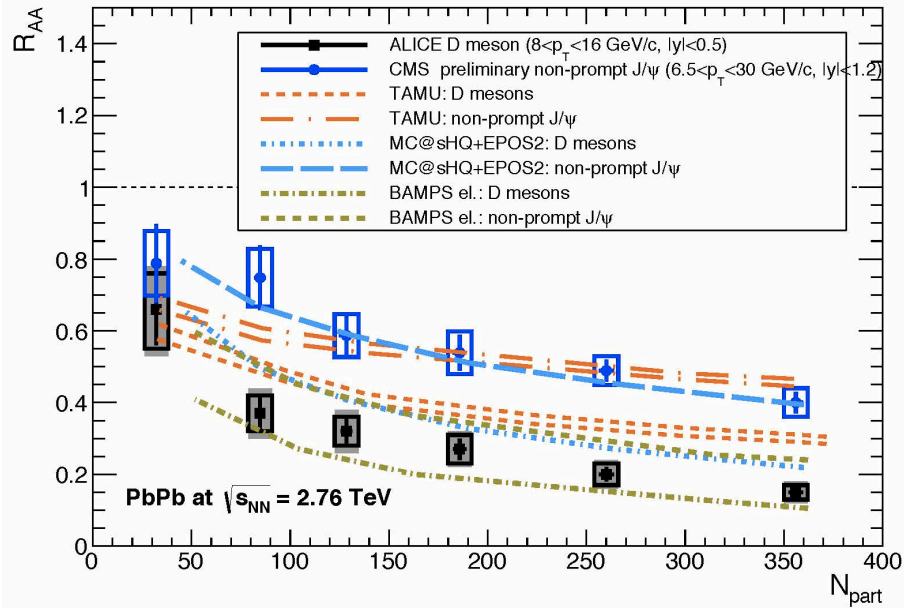 R_AA
1.4
1.2
1
0.8
0.6
0.4
0.2
0
ALICE D meson (8<p_T<16 GeV/c, |y|<0.5)
CMS preliminary non-prompt J/ψ (6.5<p_T<30 GeV/c, |y|<1.2)
TAMU: D mesons
TAMU: non-prompt J/ψ
MC@sHQ+EPOS2: D mesons
MC@sHQ+EPOS2: non-prompt J/ψ
BAMPS el.: D mesons
BAMPS el.: non-prompt J/ψ
PbPb at √s_NN = 2.76 TeV
0 50 100 150 200 250 300 350 400
N_part